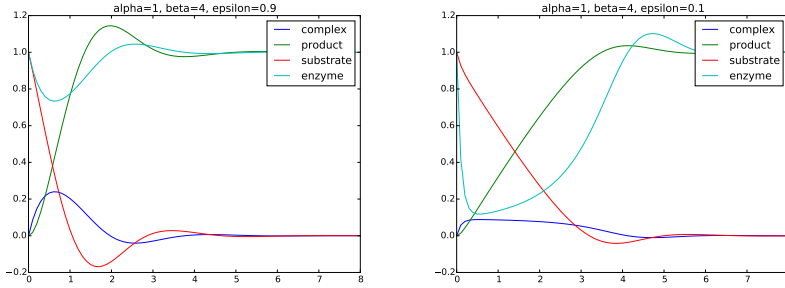 alpha=1, beta=4, epsilon=0.9
1.2
1.0
0.8
0.6
0.4
0.2
0.0
−0.2
0 1 2 3 4 5 6 7 8
complex
product
substrate
enzyme
alpha=1, beta=4, epsilon=0.1
1.2
1.0
0.8
0.6
0.4
0.2
0.0
−0.2
0 1 2 3 4 5 6 7
complex
product
substrate
enzyme